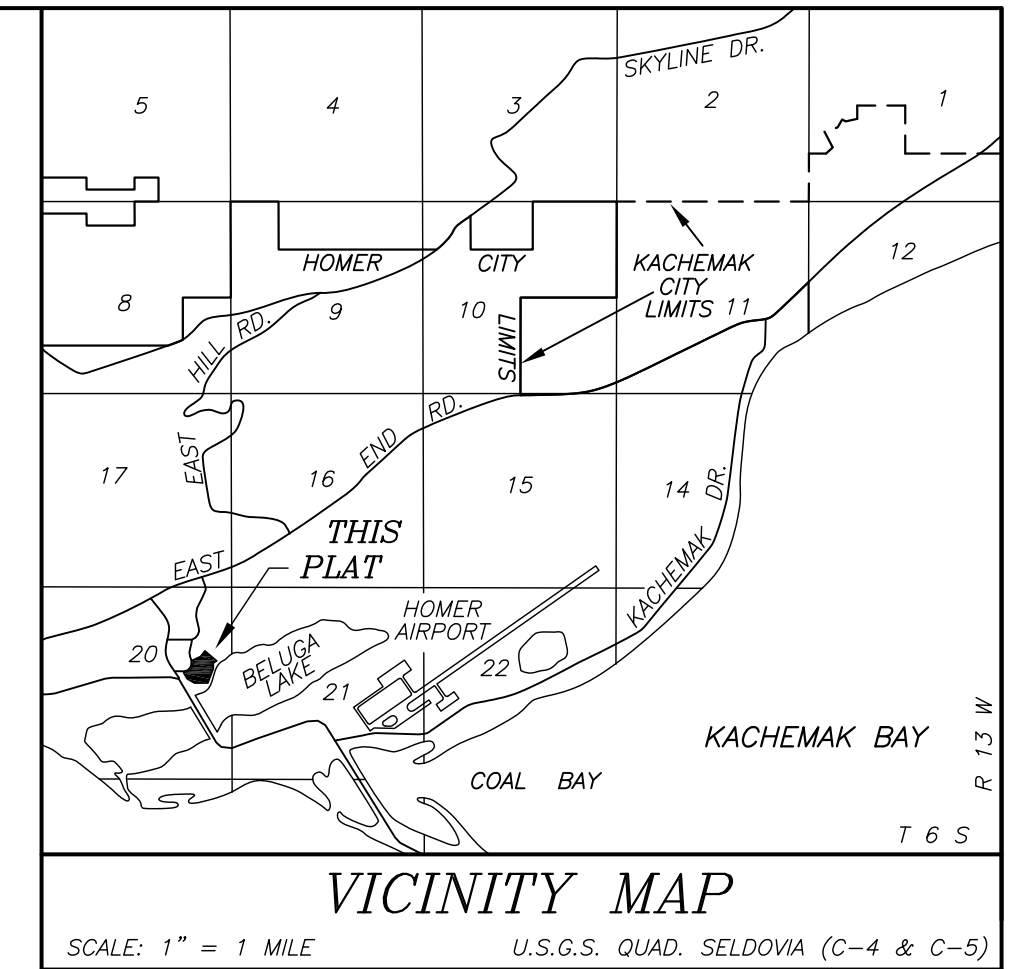 SKYLINE DR.
5
4
3
2
1
HOMER
CITY
LIMITS
KACHEMAK
CITY
LIMITS
12
8
9
10
11
HILL RD.
EAST
END RD.
17
16
15
14
KACHEMAK DR.
THIS
PLAT
EAST
HOMER
AIRPORT
20
BELUGA
LAKE
21
22
KACHEMAK BAY
R 13 W
COAL BAY
T 6 S
VICINITY MAP
SCALE: 1" = 1 MILE
U.S.G.S. QUAD. SELDOVIA (C-4 & C-5)